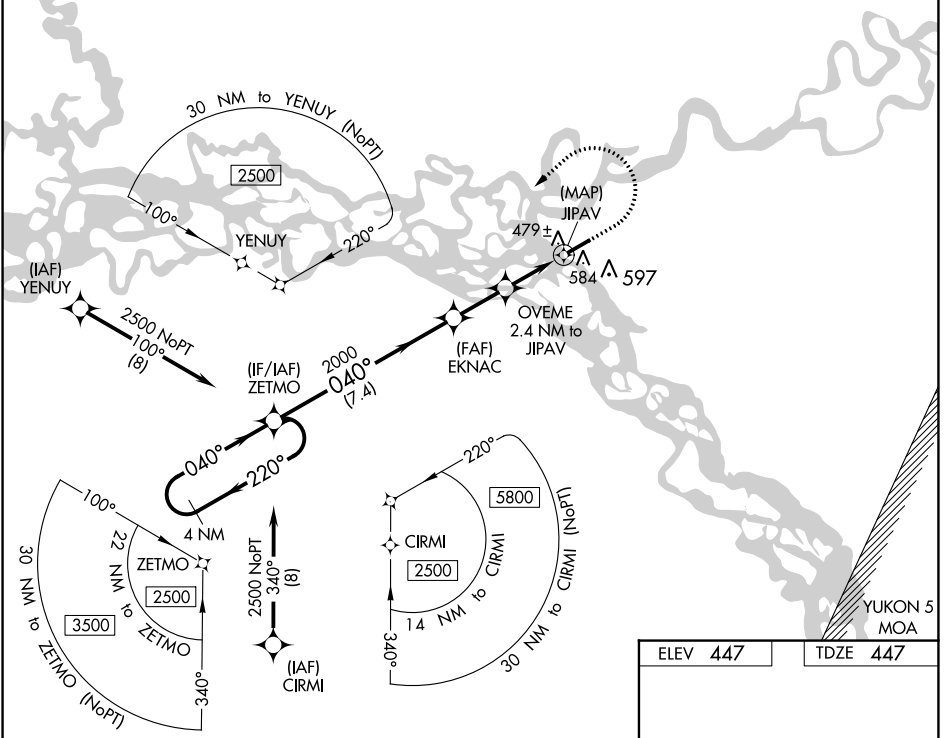 30 NM to YENUY (NoPT)
2500
100°
220°
YENUY
(IAF)
YENUY
2500 NoPT
100°
(8)
(MAP)
JIPAV
479±
584
597
OVEME
2.4 NM to
JIPAV
(FAF)
EKNAC
(IF/IAF)
ZETMO
2000
040°
(7.4)
040°
220°
4 NM
100°
ZETMO
2500
22 NM to ZETMO
3500
30 NM to ZETMO (NoPT)
340°
2500 NoPT
340°
(8)
(IAF)
CIRMI
220°
5800
CIRMI
2500
14 NM to CIRMI
30 NM to CIRMI (NoPT)
340°
YUKON 5
MOA
ELEV 447
TDZE 447